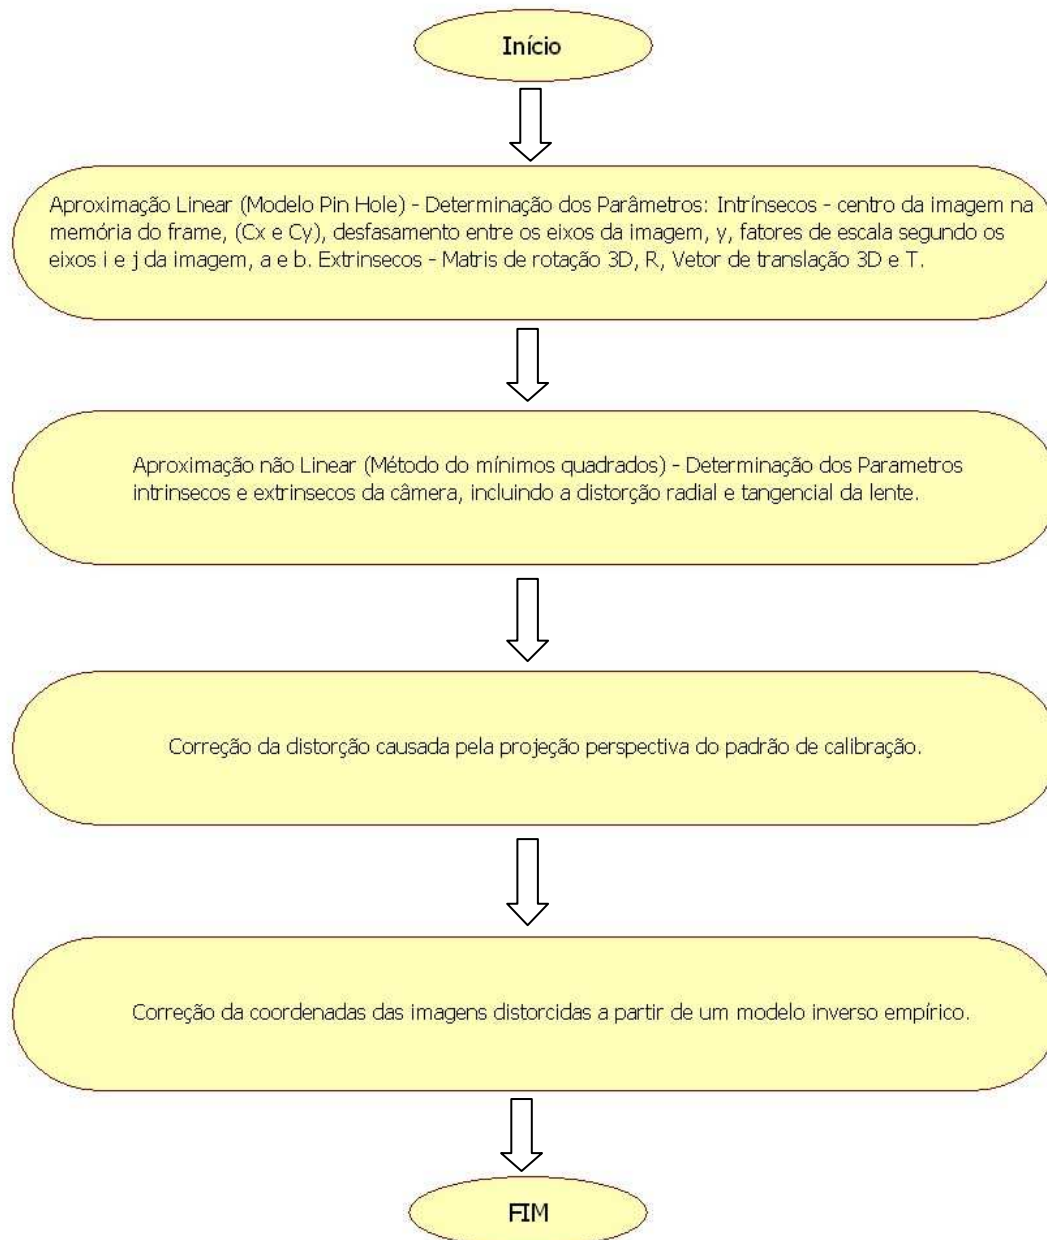 Início
Aproximação Linear (Modelo Pin Hole) - Determinação dos Parâmetros: Intrínsecos - centro da imagem na
memória do frame, (Cx e Cy), desfasamento entre os eixos da imagem, y, fatores de escala segundo os
eixos i e j da imagem, a e b. Extrinsecos - Matris de rotação 3D, R, Vetor de translação 3D e T.
Aproximação não Linear (Método do mínimos quadrados) - Determinação dos Parametros
intrinsecos e extrinsecos da câmera, incluindo a distorção radial e tangencial da lente.
Correção da distorção causada pela projeção perspectiva do padrão de calibração.
Correção da coordenadas das imagens distorcidas a partir de um modelo inverso empírico.
FIM